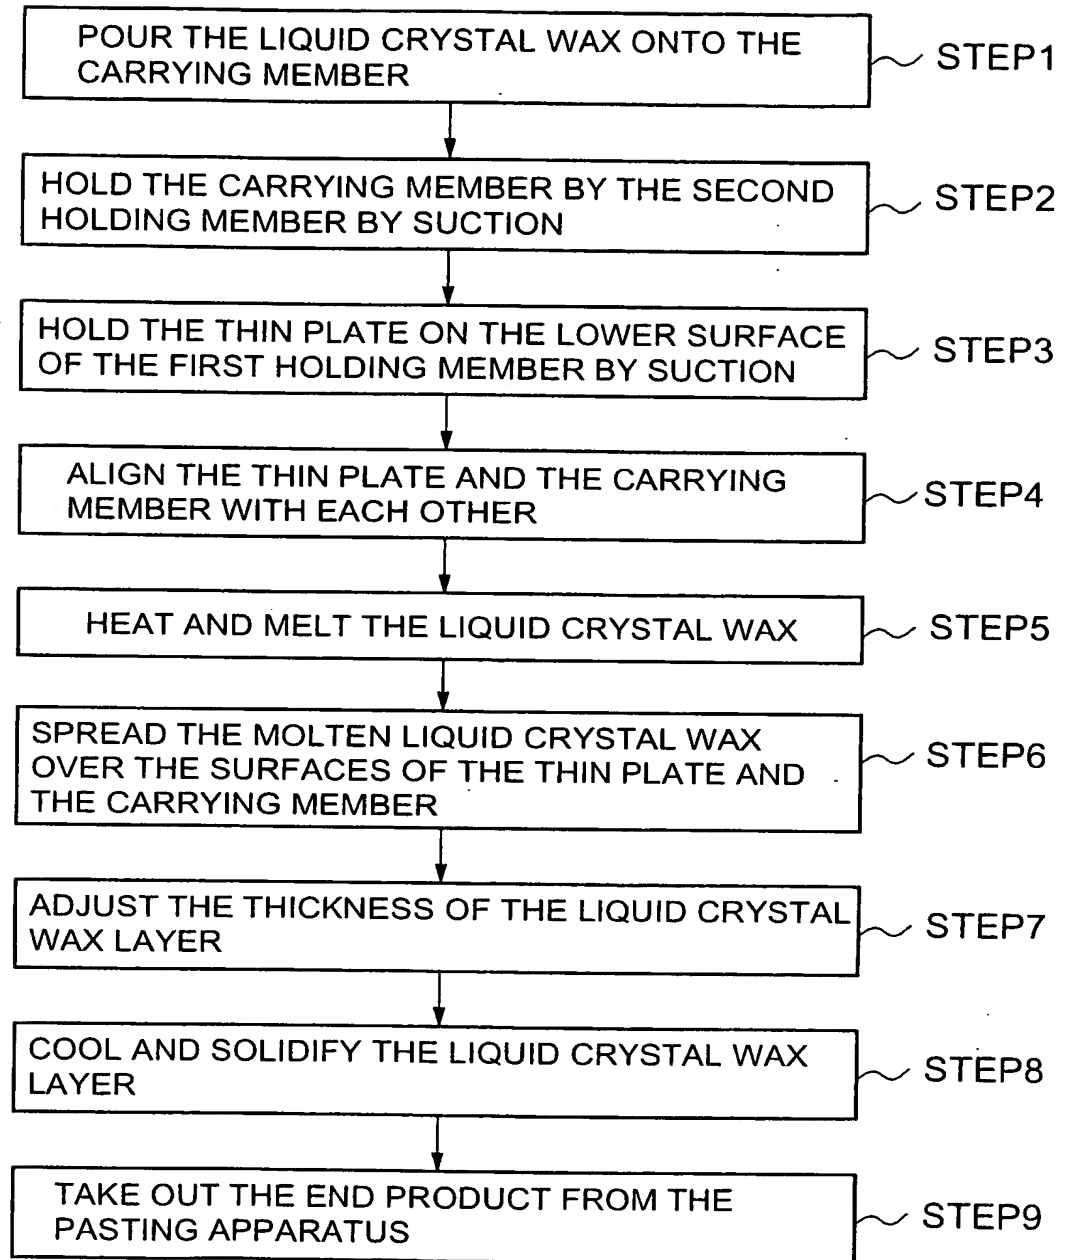 POUR THE LIQUID CRYSTAL WAX ONTO THE
CARRYING MEMBER
STEP1
HOLD THE CARRYING MEMBER BY THE SECOND
HOLDING MEMBER BY SUCTION
STEP2
HOLD THE THIN PLATE ON THE LOWER SURFACE
OF THE FIRST HOLDING MEMBER BY SUCTION
STEP3
ALIGN THE THIN PLATE AND THE CARRYING
MEMBER WITH EACH OTHER
STEP4
HEAT AND MELT THE LIQUID CRYSTAL WAX
STEP5
SPREAD THE MOLTEN LIQUID CRYSTAL WAX
OVER THE SURFACES OF THE THIN PLATE AND
THE CARRYING MEMBER
STEP6
ADJUST THE THICKNESS OF THE LIQUID CRYSTAL
WAX LAYER
STEP7
COOL AND SOLIDIFY THE LIQUID CRYSTAL WAX
LAYER
STEP8
TAKE OUT THE END PRODUCT FROM THE
PASTING APPARATUS
STEP9